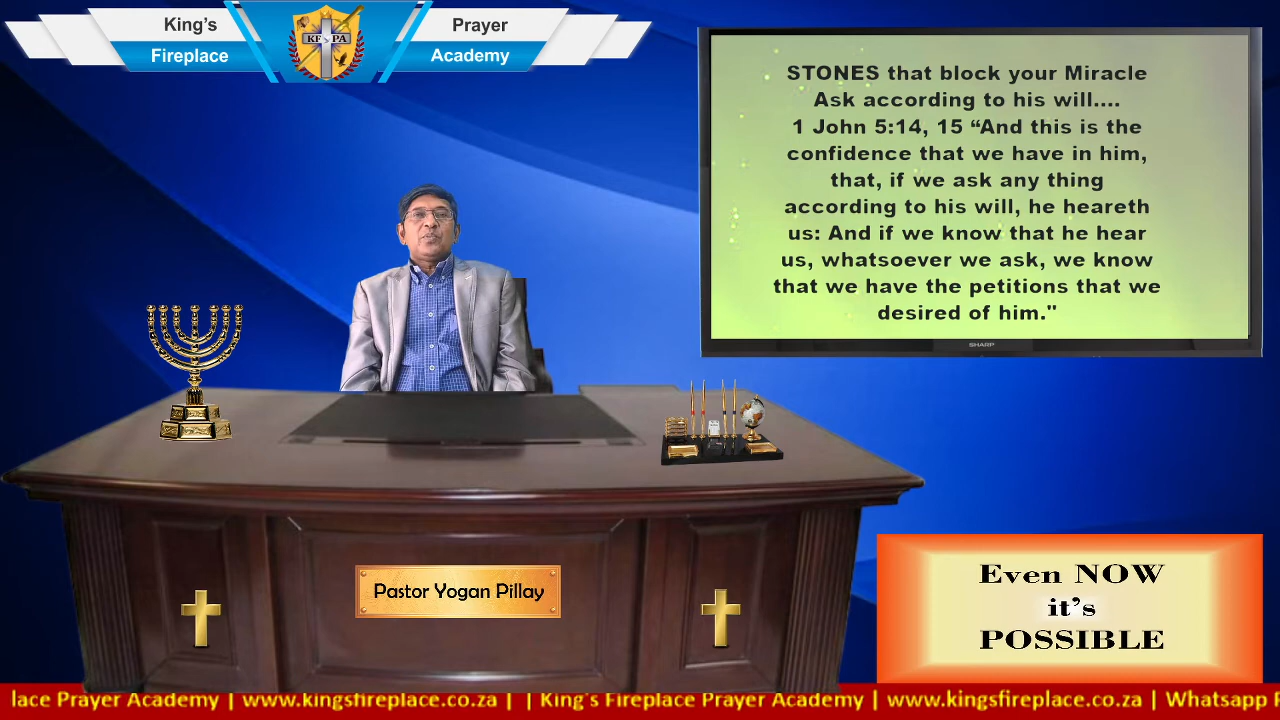 King's
Fireplace
KF PA
Prayer
Academy
STONES that block your Miracle
Ask according to his will....
1 John 5:14, 15 “And this is the
confidence that we have in him,
that, if we ask any thing
according to his will, he heareth
us: And if we know that he hear
us, whatsoever we ask, we know
that we have the petitions that we
desired of him."
SHARP
Pastor Yogan Pillay
Even NOW
it's
POSSIBLE
lace Prayer Academy | www.kingsfireplace.co.za | | King's Fireplace Prayer Academy | www.kingsfireplace.co.za | Whatsapp